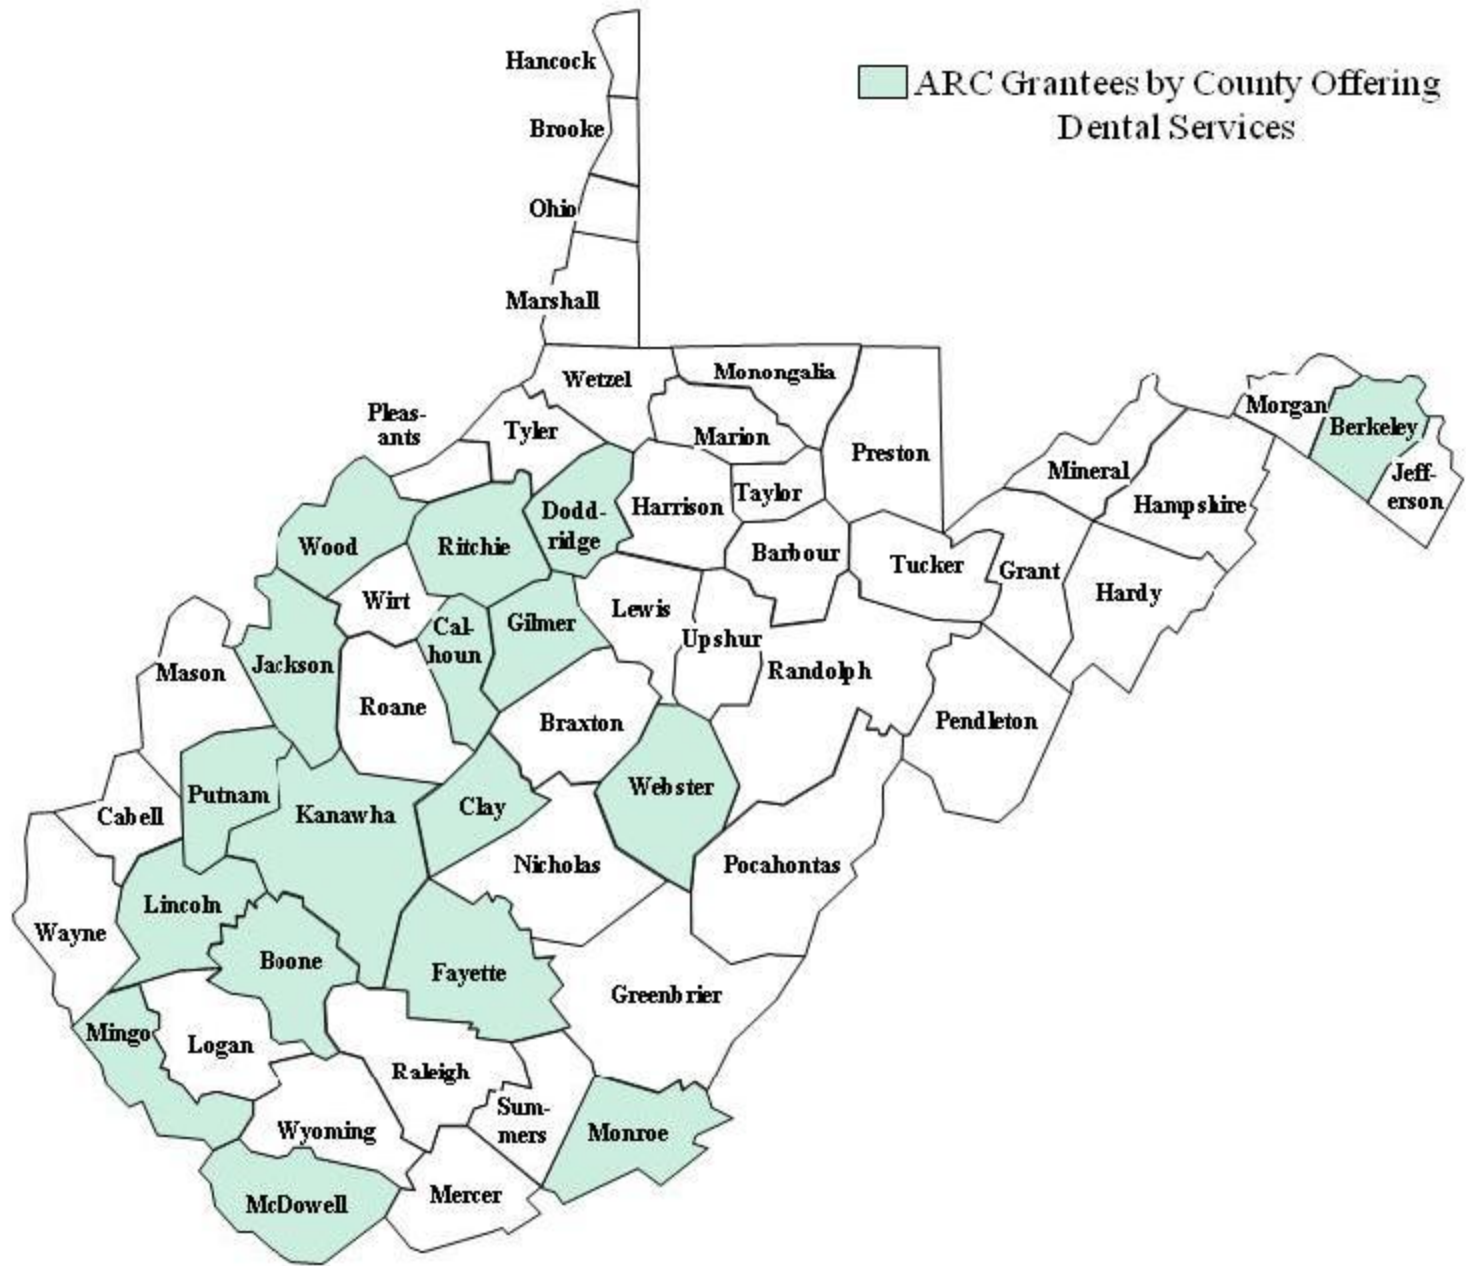 Hancock
ARC Grantees by County Offering
Dental Services
Brooke
Ohio
Marshall
Wetzel
Monongalia
Pleas-
ants
Tyler
Marion
Preston
Morgan
Berkeley
Mineral
Jeff-
erson
Hampshire
Harrison
Taylor
Dodd-
ridge
Wood
Ritchie
Barbour
Tucker
Grant
Hardy
Wirt
Cal-
houn
Gilmer
Lewis
Upshur
Randolph
Mason
Jackson
Roane
Braxton
Pendleton
Putnam
Kanawha
Clay
Webster
Cabell
Nicholas
Pocahontas
Lincoln
Wayne
Boone
Fayette
Greenbrier
Mingo
Logan
Raleigh
Sum-
mers
Wyoming
Monroe
McDowell
Mercer